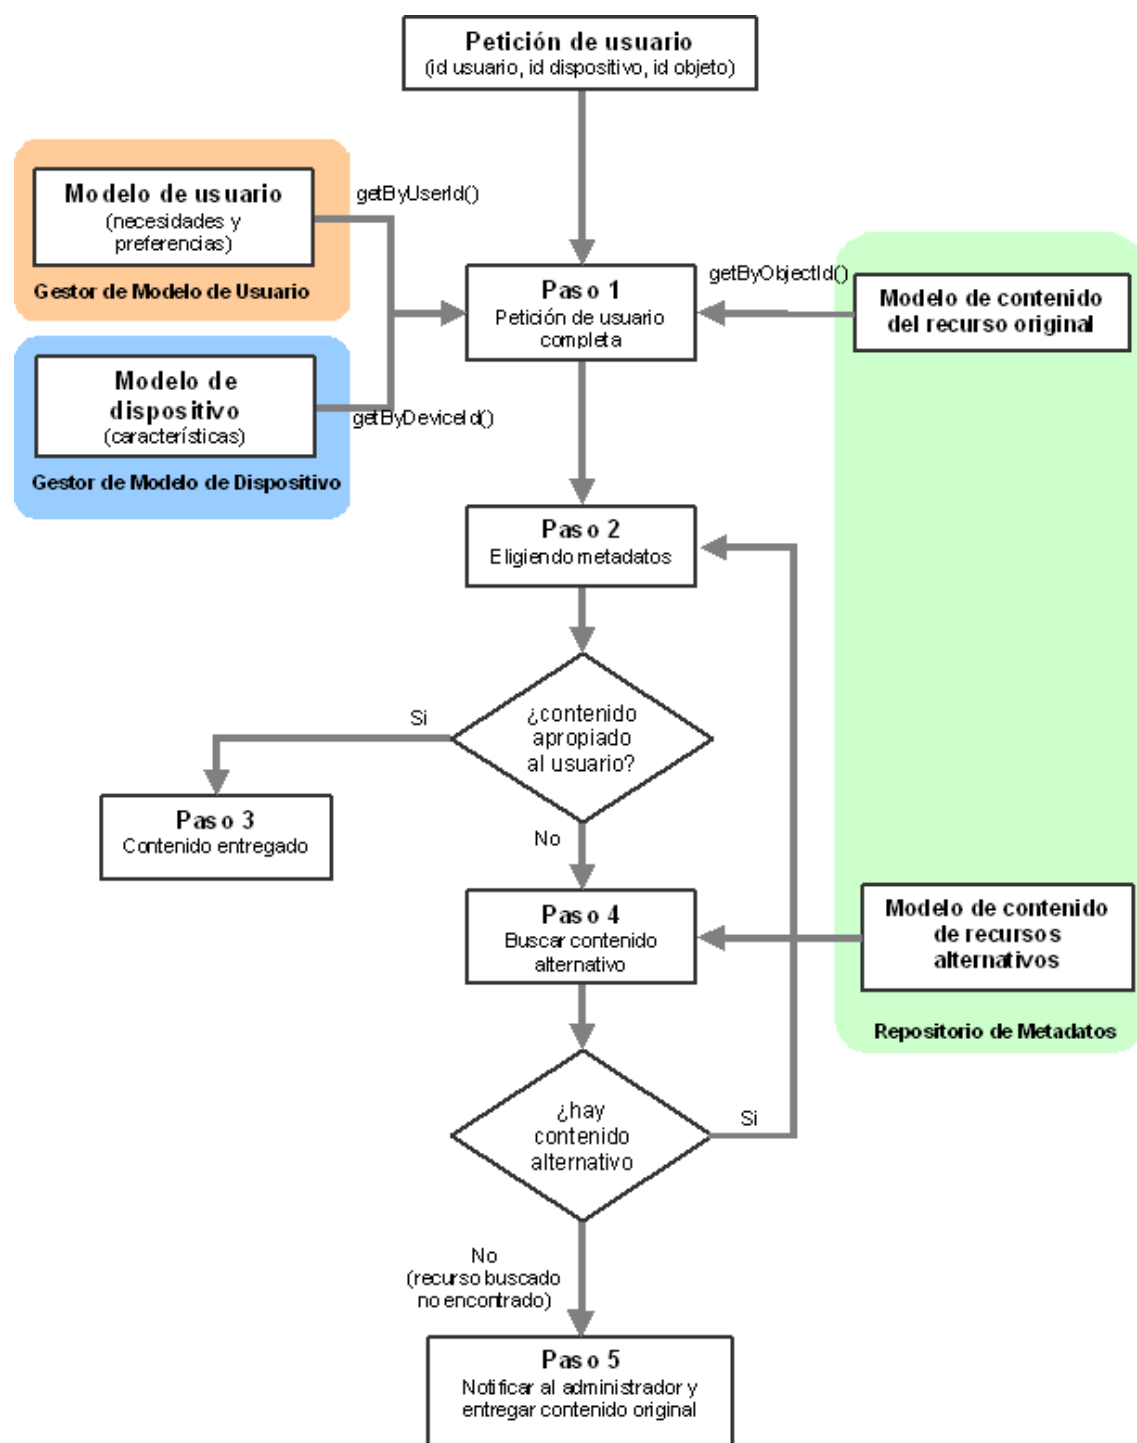 Petición de usuario
(id usuario, id dispositivo, id objeto)
Modelo de usuario
(necesidades y
preferencias)
Gestor de Modelo de Usuario
getByUserId()
Paso 1
Petición de usuario
completa
getByObjectId()
Modelo de contenido
del recurso original
Modelo de
dispositivo
(características)
Gestor de Modelo de Dispositivo
getByDeviceId()
Paso 2
Eligiendo metadatos
¿contenido
apropiado
al usuario?
Si
Paso 3
Contenido entregado
No
Paso 4
Buscar contenido
alternativo
Modelo de contenido
de recursos
alternativos
Repositorio de Metadatos
¿hay
contenido
alternativo
Si
No
(recurso buscado
no encontrado)
Paso 5
Notificar al administrador y
entregar contenido original